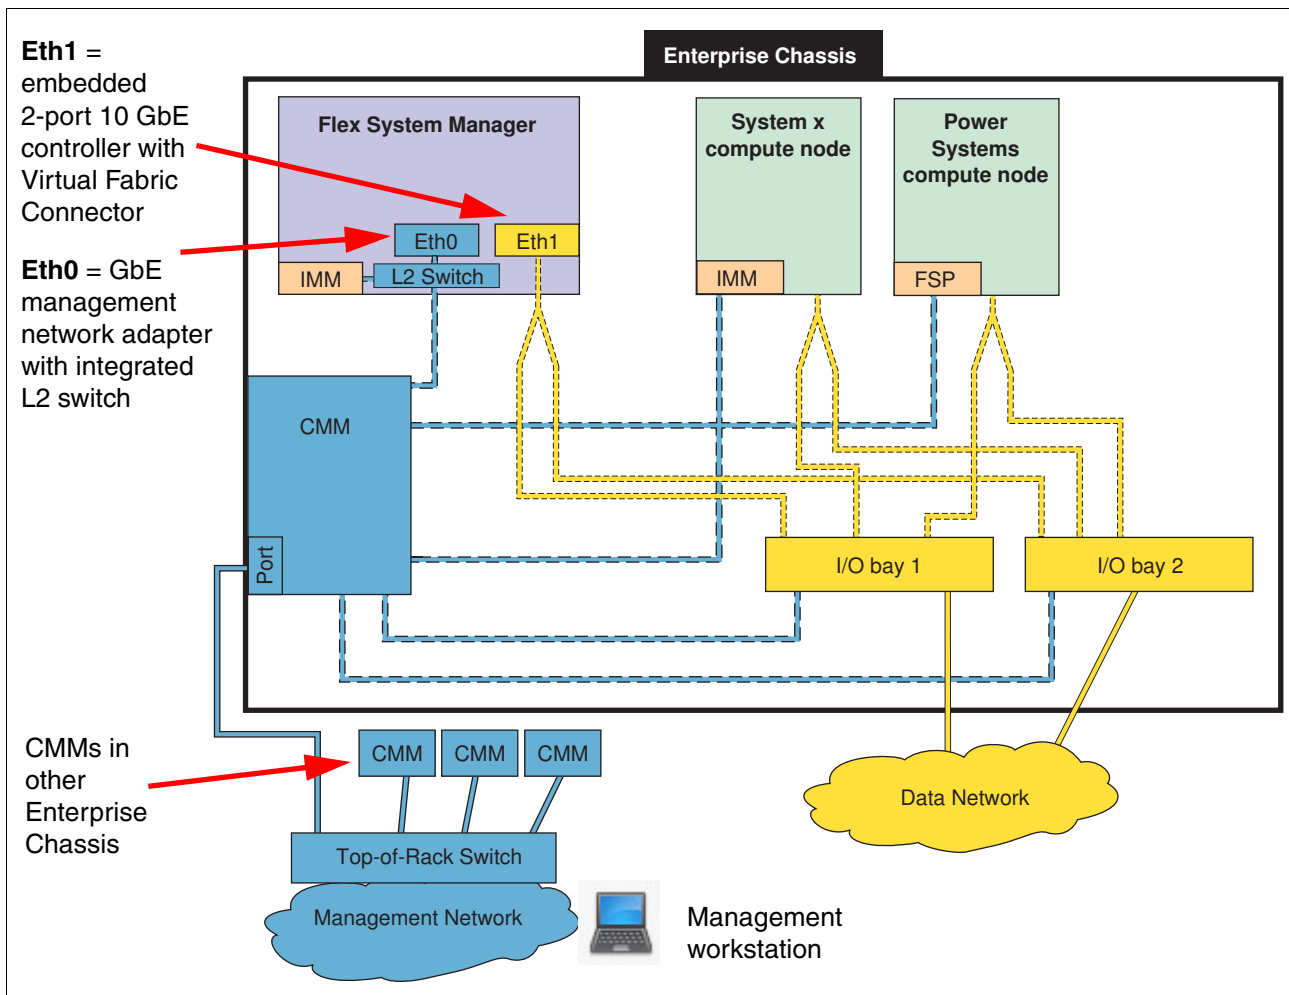 Eth1 =
embedded
2-port 10 GbE
controller with
Virtual Fabric
Connector
Eth0 = GbE
management
network adapter
with integrated
L2 switch
Enterprise Chassis
Flex System Manager
System x
compute node
Power
Systems
compute node
Eth0
Eth1
L2 Switch
IMM
IMM
FSP
CMM
Port
I/O bay 1
I/O bay 2
CMMs in
other
Enterprise
Chassis
CMM
CMM
CMM
Top-of-Rack Switch
Management Network
Data Network
Management
workstation